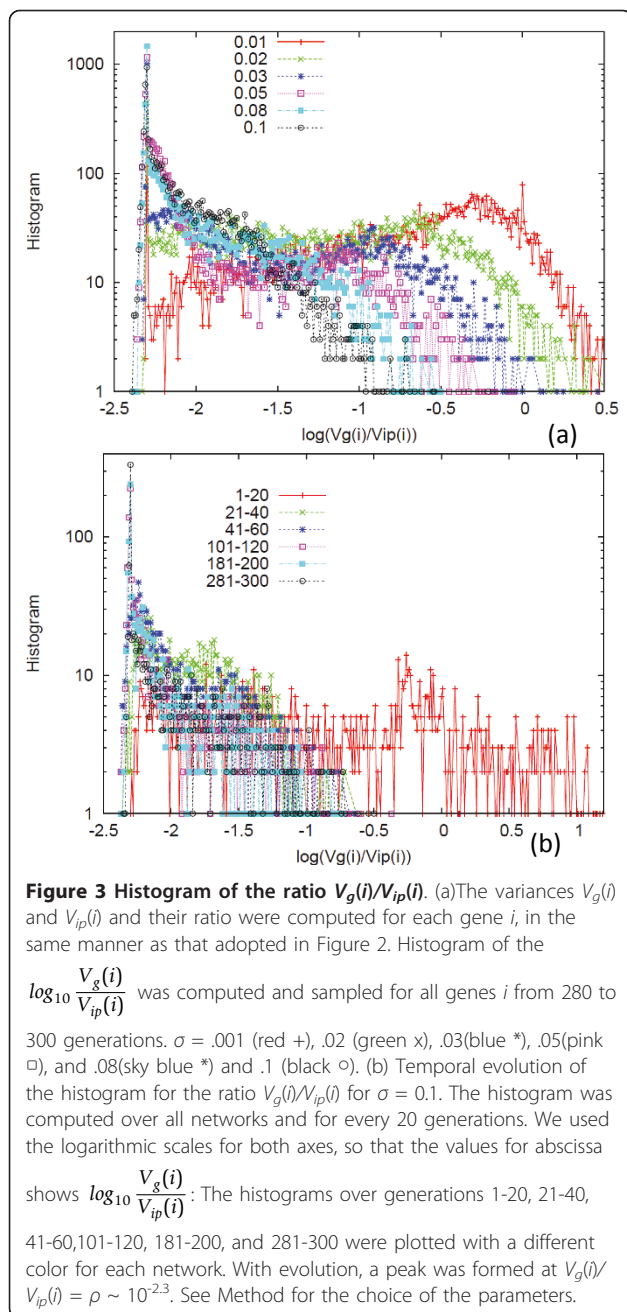 1000
100
10
1
Histogram
0.01
0.02
0.03
0.05
0.08
0.1
-2.5 -2 -1.5 -1 -0.5 0 0.5
log(Vg(i)/Vip(i))
(a)
100
10
1
Histogram
1-20
21-40
41-60
101-120
181-200
281-300
-2.5 -2 -1.5 -1 -0.5 0 0.5 1
log(Vg(i)/Vip(i))
(b)
Figure 3 Histogram of the ratio Vg(i)/Vip(i). (a)The variances Vg(i)
and Vip(i) and their ratio were computed for each gene i, in the
same manner as that adopted in Figure 2. Histogram of the
log10 Vg(i)/Vip(i) was computed and sampled for all genes i from 280 to
300 generations. σ = .001 (red +), .02 (green x), .03(blue *), .05(pink
□), and .08(sky blue *) and .1 (black ○). (b) Temporal evolution of
the histogram for the ratio Vg(i)/Vip(i) for σ = 0.1. The histogram was
computed over all networks and for every 20 generations. We used
the logarithmic scales for both axes, so that the values for abscissa
shows log10 Vg(i)/Vip(i): The histograms over generations 1-20, 21-40,
41-60,101-120, 181-200, and 281-300 were plotted with a different
color for each network. With evolution, a peak was formed at Vg(i)/
Vip(i) = ρ ~ 10^-2.3. See Method for the choice of the parameters.